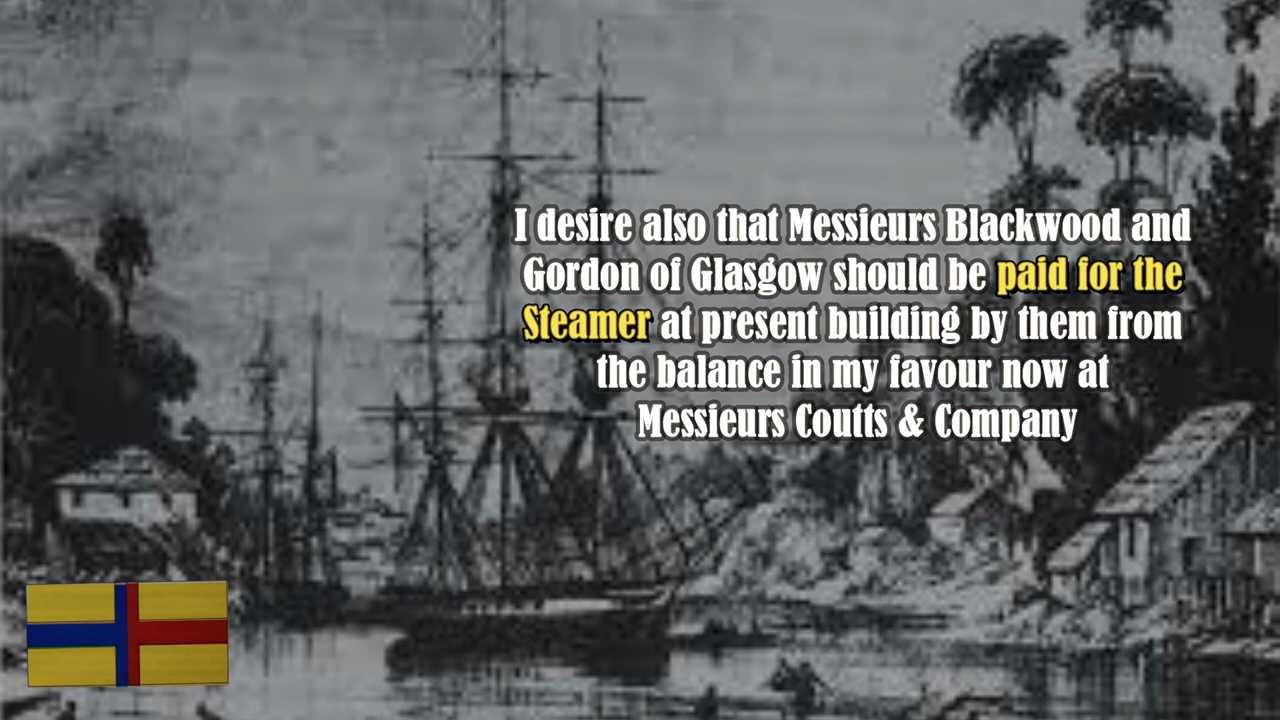 I desire also that Messieurs Blackwood and
Gordon of Glasgow should be paid for the
Steamer at present building by them from
the balance in my favour now at
Messieurs Coutts & Company